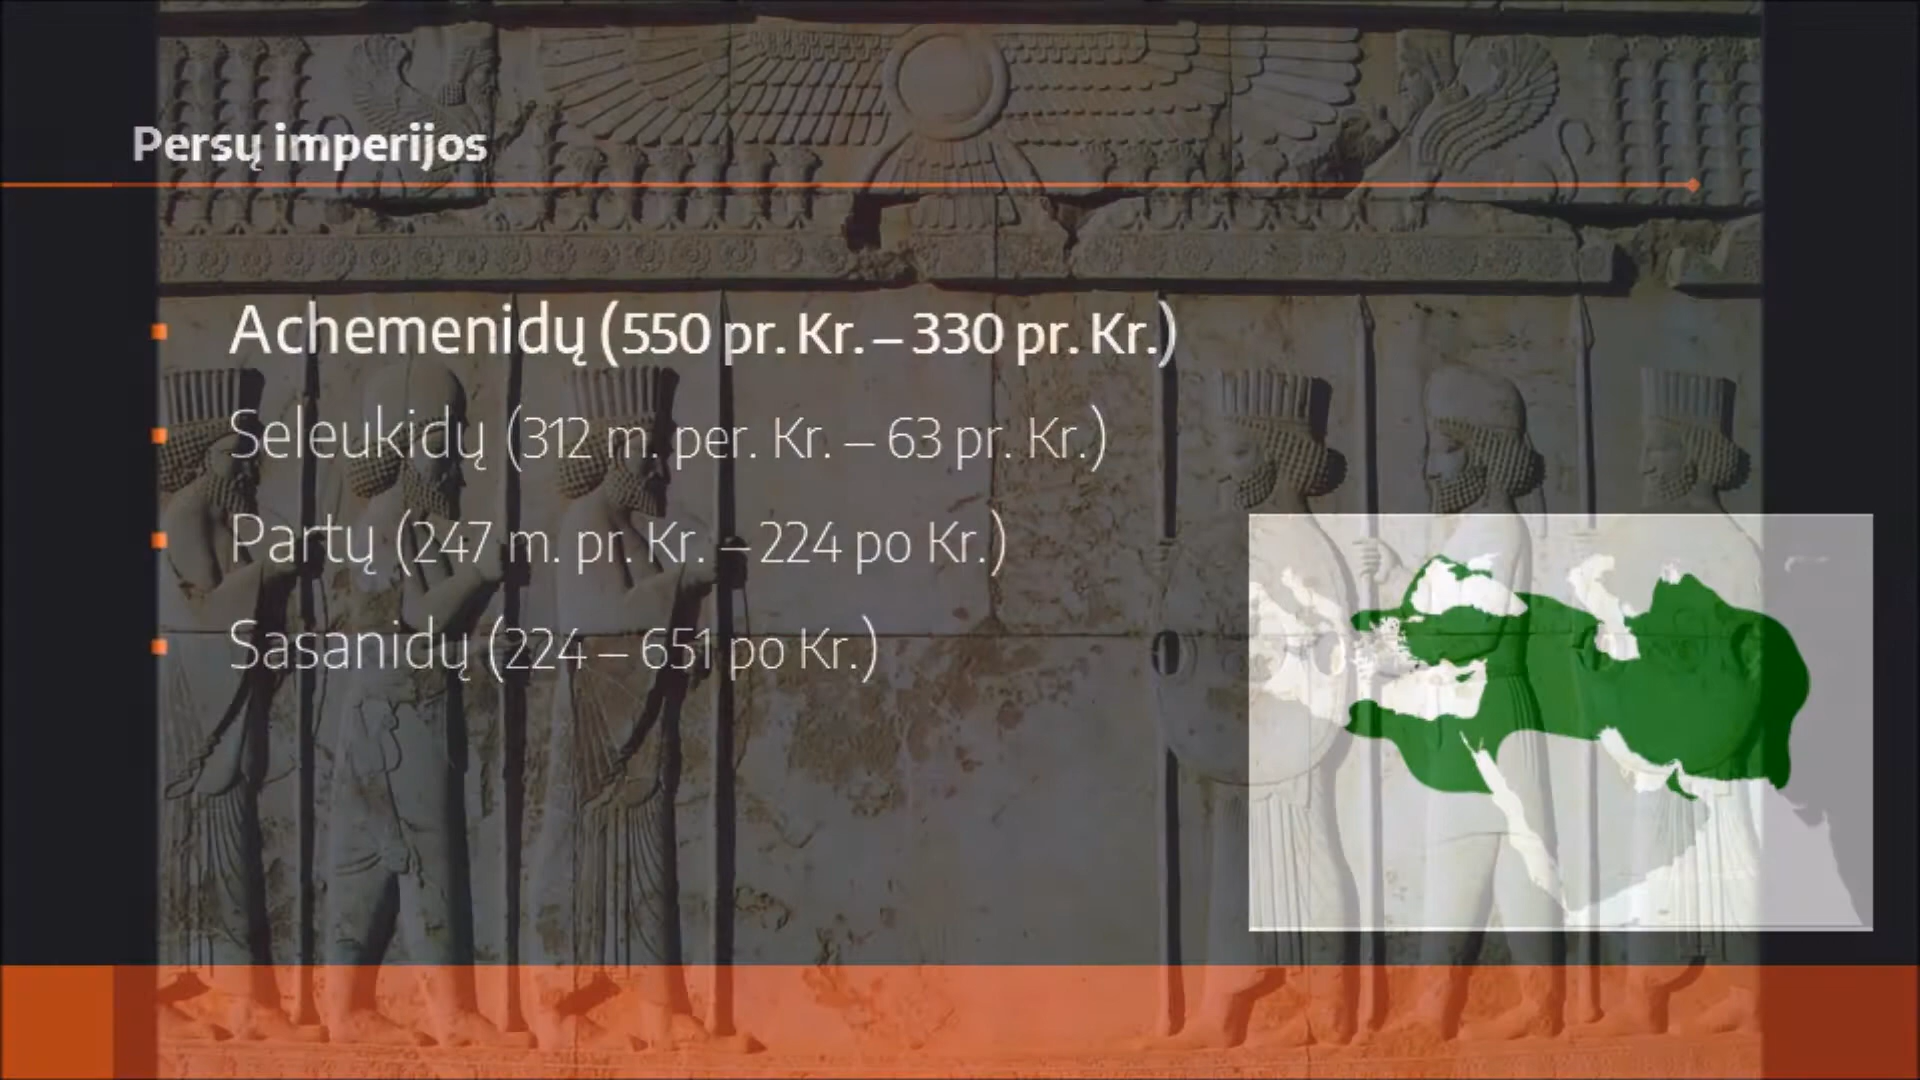 Persų imperijos
Achemenidų (550 pr. Kr. – 330 pr. Kr.)
Seleukidų (312 m. per. Kr. – 63 pr. Kr.)
Partų (247 m. pr. Kr. – 224 po Kr.)
Sasanidų (224 – 651 po Kr.)